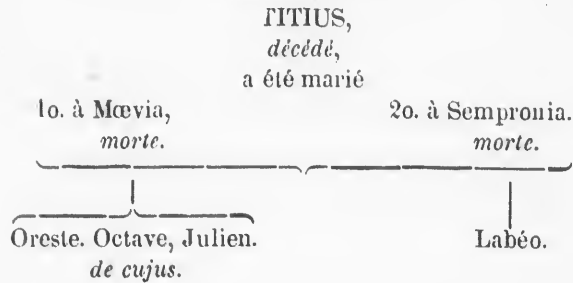 TITIUS,
décédé,
a été marié
1o. à Mœvia,
morte.
2o. à Sempronia.
morte.
Oreste. Octave, Julien.
de cujus.
Labéo.